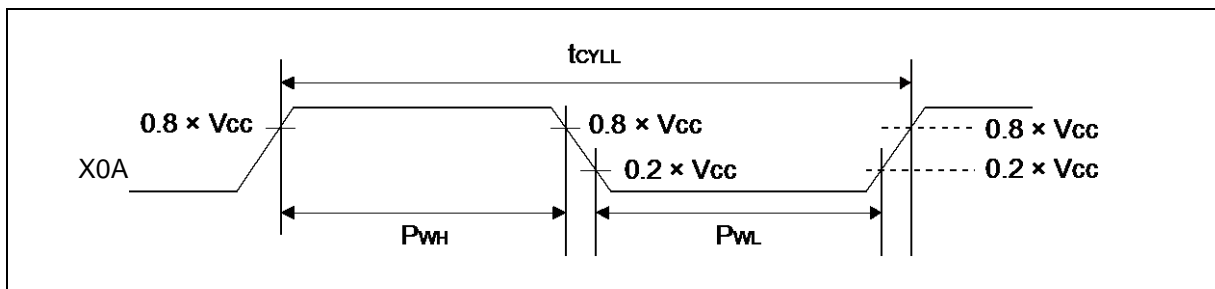 tCYLL
0.8 × VCC
0.8 × VCC
0.8 × VCC
X0A
0.2 × VCC
0.2 × VCC
PWH
PWL